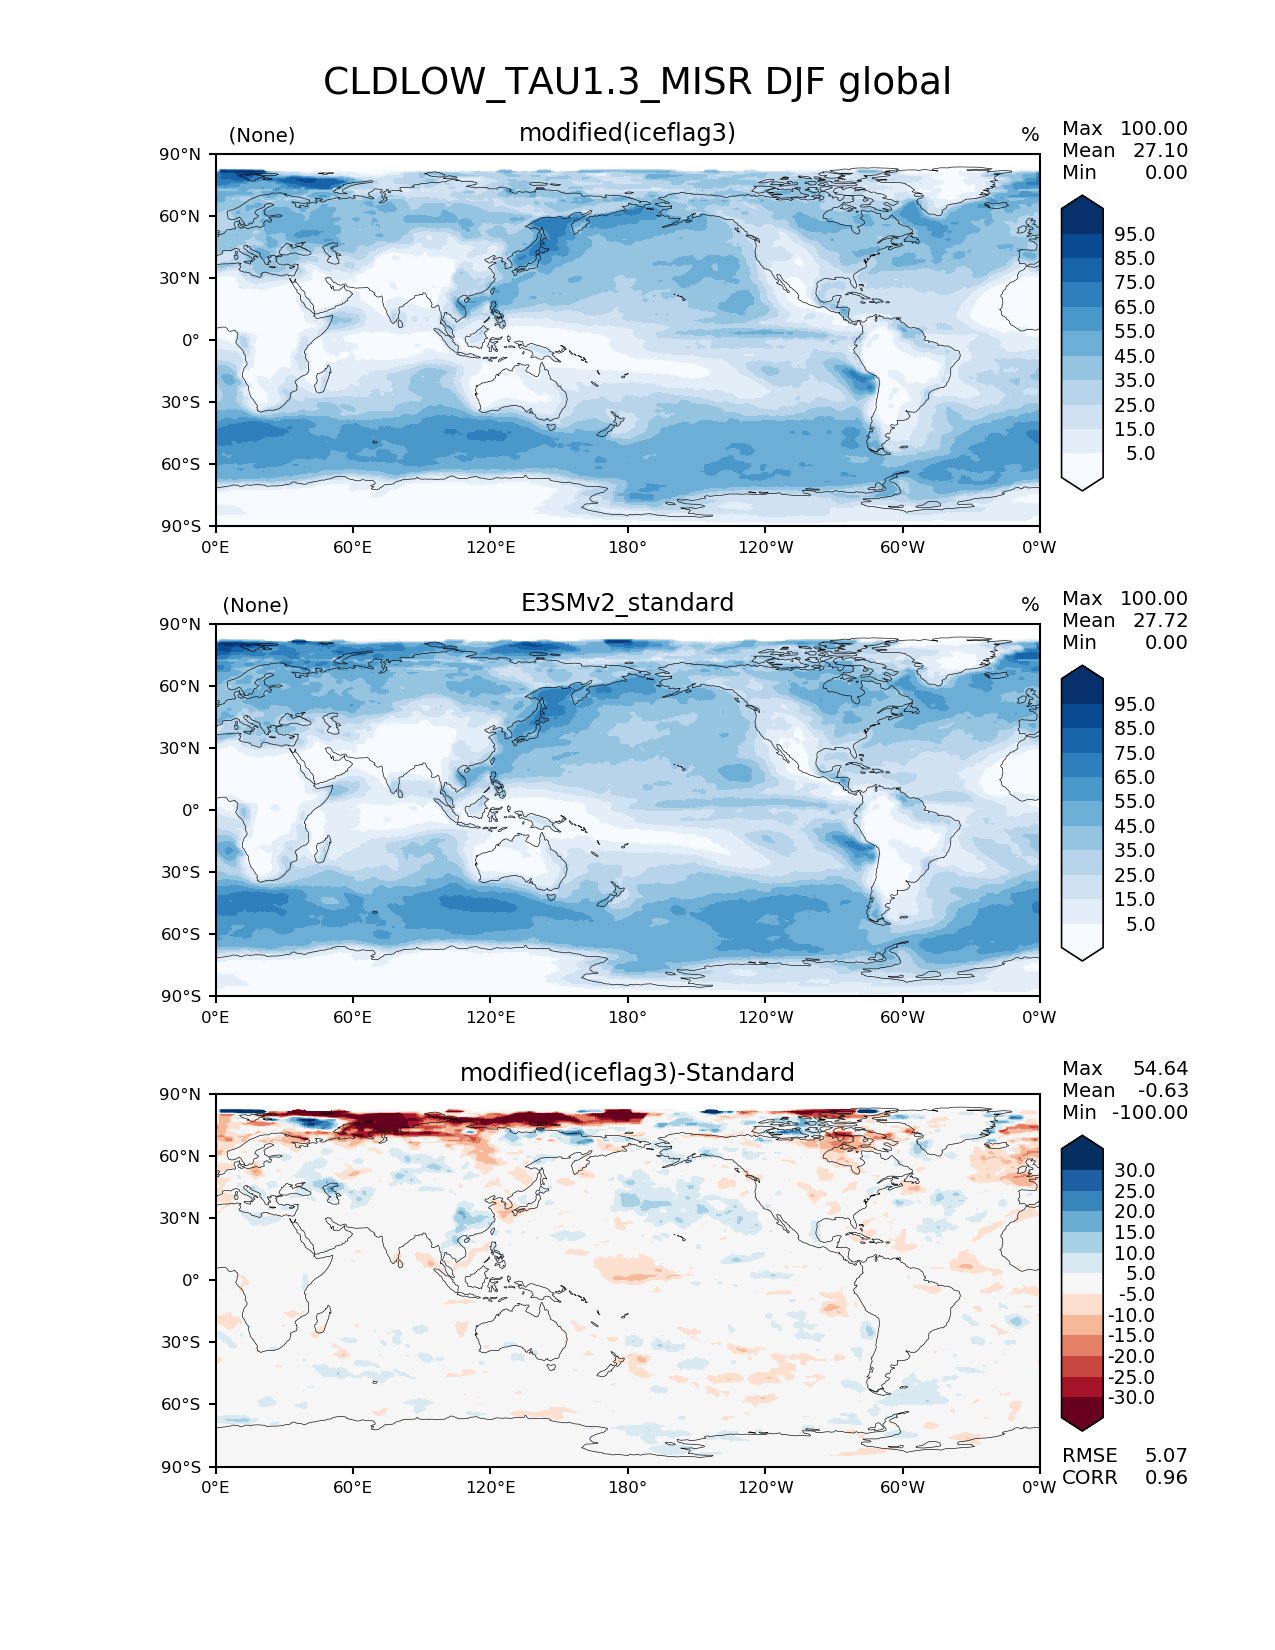 CLDLOW_TAU1.3_MISR DJF global
(None) modified(iceflag3) %
Max 100.00
Mean 27.10
Min 0.00
90°N
60°N
30°N
0°
30°S
60°S
90°S
0°E 60°E 120°E 180° 120°W 60°W 0°W
95.0
85.0
75.0
65.0
55.0
45.0
35.0
25.0
15.0
5.0
(None) E3SMv2_standard %
Max 100.00
Mean 27.72
Min 0.00
90°N
60°N
30°N
0°
30°S
60°S
90°S
0°E 60°E 120°E 180° 120°W 60°W 0°W
95.0
85.0
75.0
65.0
55.0
45.0
35.0
25.0
15.0
5.0
modified(iceflag3)-Standard
Max 54.64
Mean -0.63
Min -100.00
90°N
60°N
30°N
0°
30°S
60°S
90°S
0°E 60°E 120°E 180° 120°W 60°W 0°W
30.0
25.0
20.0
15.0
10.0
5.0
-5.0
-10.0
-15.0
-20.0
-25.0
-30.0
RMSE 5.07
CORR 0.96